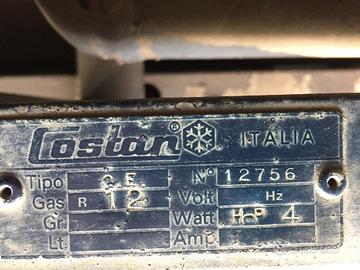 Costan® ITALIA
Tipo E N° 12756
Gas R 12 Volt Hz
Gr. Watt HP 4
Lt. Amp.